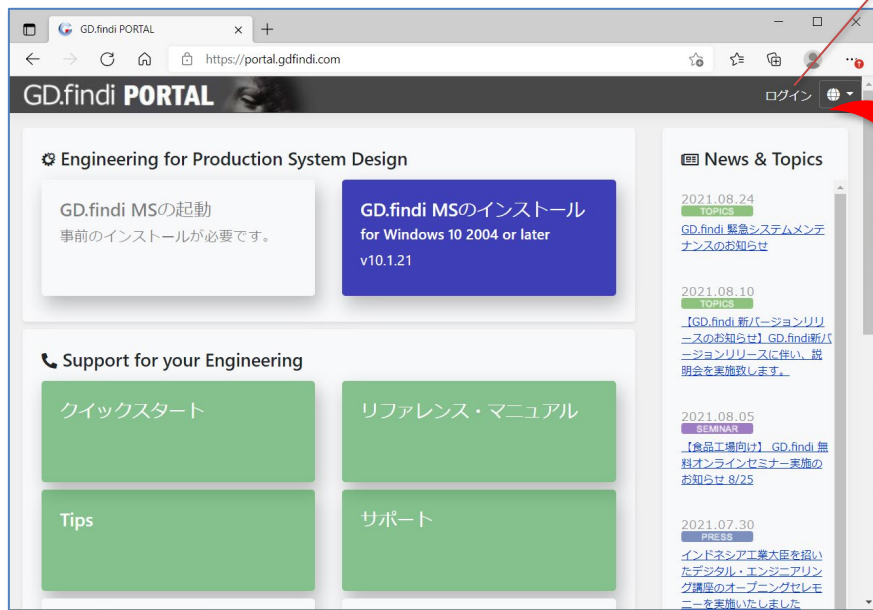 GD.findi PORTAL
https://portal.gdfindi.com
GD.findi PORTAL
ログイン
Engineering for Production System Design
GD.findi MSの起動
事前のインストールが必要です。
GD.findi MSのインストール
for Windows 10 2004 or later
v10.1.21
Support for your Engineering
クイックスタート
リファレンス・マニュアル
Tips
サポート
News & Topics
2021.08.24
TOPICS
GD.findi 緊急システムメンテ
ナンスのお知らせ
2021.08.10
TOPICS
【GD.findi 新バージョンリリ
ースのお知らせ】GD.findi新バ
ージョンリリースに伴い、説
明会を実施致します。
2021.08.05
SEMINAR
【食品工場向け】 GD.findi 無
料オンラインセミナー実施の
お知らせ 8/25
2021.07.30
PRESS
インドネシア工業大臣を招い
たデジタル・エンジニアリン
グ講座のオープニングセレモ
ニーを実施いたしました